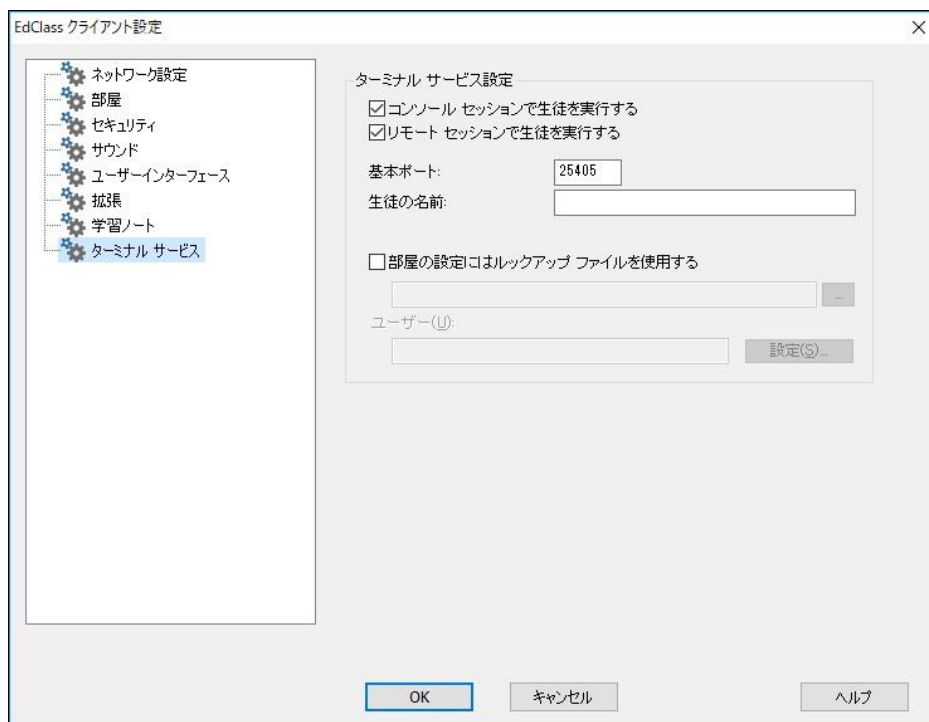 EdClass クライアント設定
ネットワーク設定
部屋
セキュリティ
サウンド
ユーザーインターフェース
拡張
学習ノート
ターミナル サービス
ターミナル サービス設定
コンソール セッションで生徒を実行する
リモート セッションで生徒を実行する
基本ポート: 25405
生徒の名前:
部屋の設定にはルックアップ ファイルを使用する
...
ユーザー(U):
設定(S)...
OK キャンセル ヘルプ